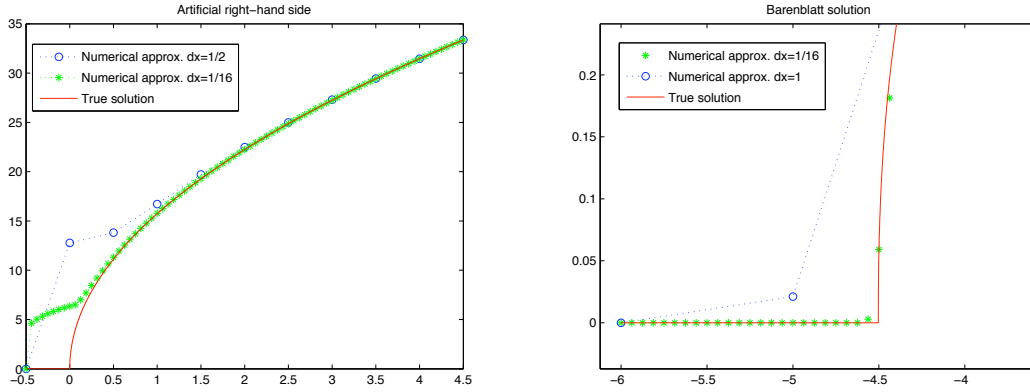 Artificial right-hand side
35
30
25
20
15
10
5
0
Numerical approx. dx=1/2
Numerical approx. dx=1/16
True solution
-0.5 0 0.5 1 1.5 2 2.5 3 3.5 4 4.5
Barenblatt solution
0.2
0.15
0.1
0.05
0
Numerical approx. dx=1/16
Numerical approx. dx=1
True solution
-6 -5.5 -5 -4.5 -4